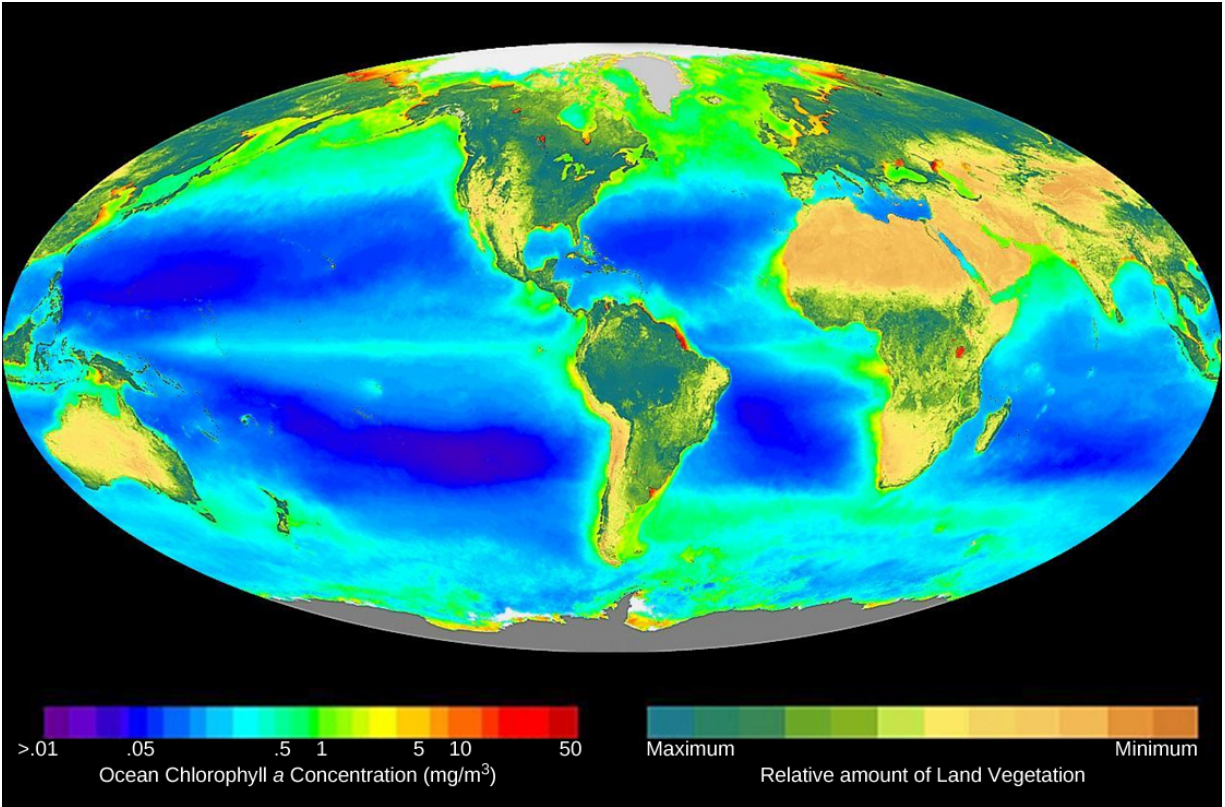 >.01 .05 .5 1 5 10 50
Ocean Chlorophyll a Concentration (mg/m³)
Maximum Minimum
Relative amount of Land Vegetation